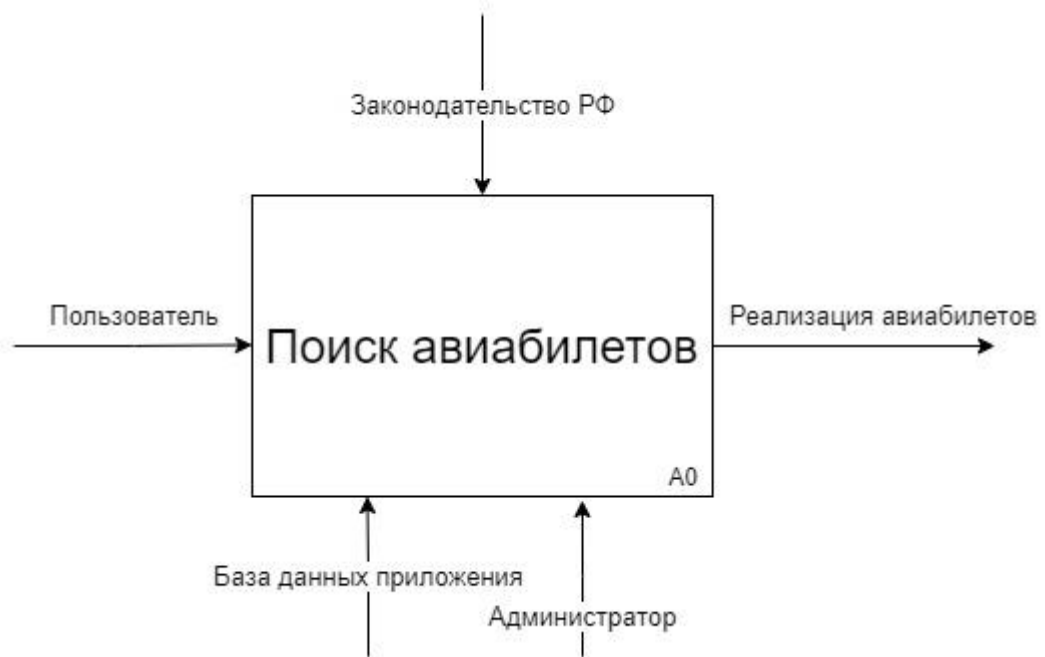 Законодательство РФ
Пользователь
Реализация авиабилетов
Поиск авиабилетов
A0
База данных приложения
Администратор